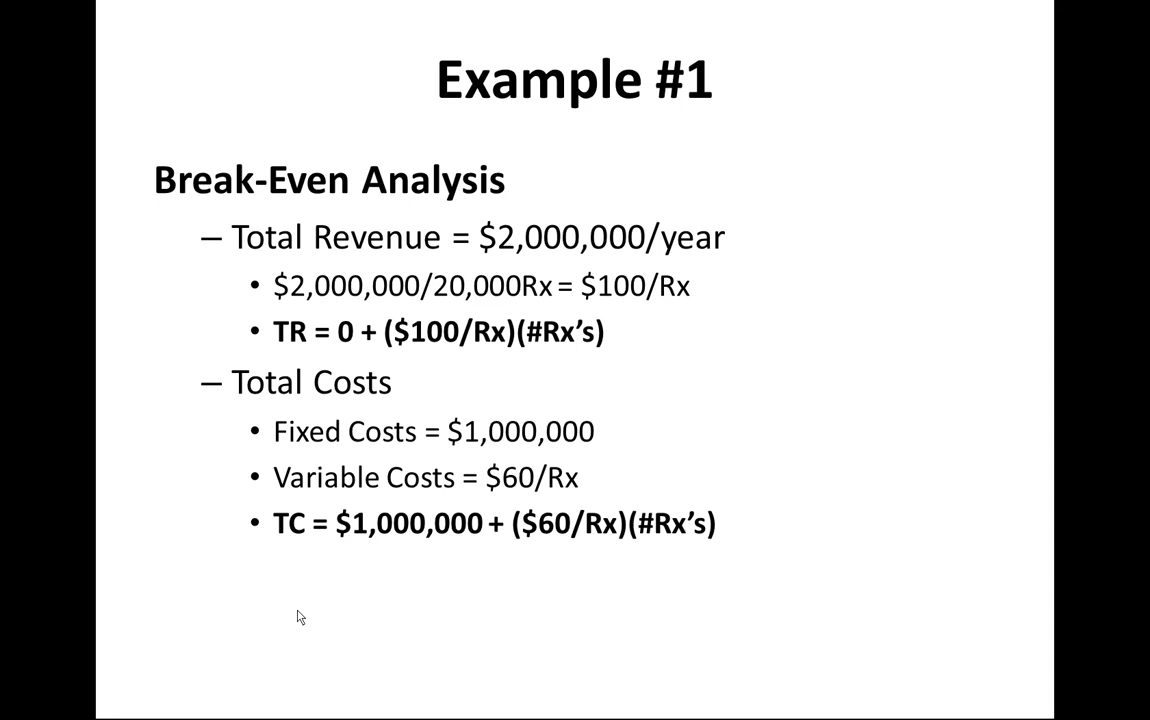 Example #1
Break-Even Analysis
– Total Revenue = $2,000,000/year
• $2,000,000/20,000Rx = $100/Rx
• TR = 0 + ($100/Rx)(#Rx’s)
– Total Costs
• Fixed Costs = $1,000,000
• Variable Costs = $60/Rx
• TC = $1,000,000 + ($60/Rx)(#Rx’s)